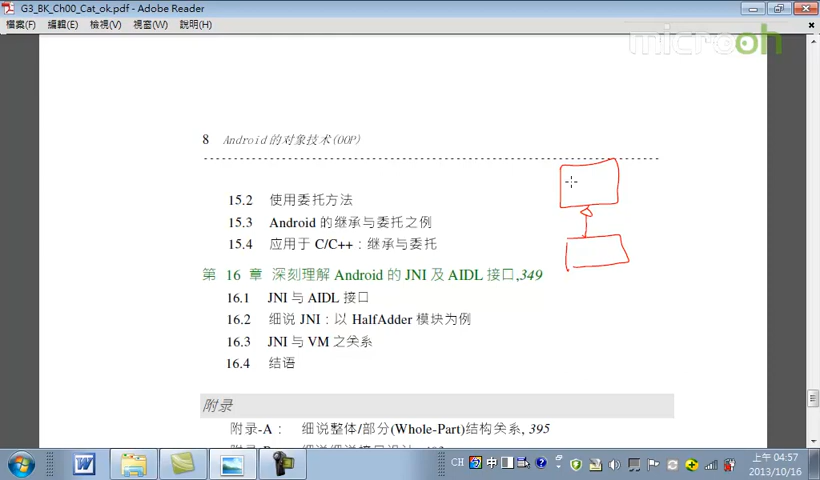 G3_BK_Ch00_Cat_ok.pdf - Adobe Reader
檔案(F) 編輯(E) 檢視(V) 視窗(W) 說明(H)
microoh
8 Android的对象技术(OOP)
15.2 使用委托方法
15.3 Android 的继承与委托之例
15.4 应用于 C/C++：继承与委托
第 16 章 深刻理解 Android 的 JNI 及 AIDL 接口,349
16.1 JNI 与 AIDL 接口
16.2 细说 JNI：以 HalfAdder 模块为例
16.3 JNI 与 VM 之关系
16.4 结语
附录
附录-A： 细说整体/部分(Whole-Part)结构关系, 395
CH 中
上午 04:57
2013/10/16